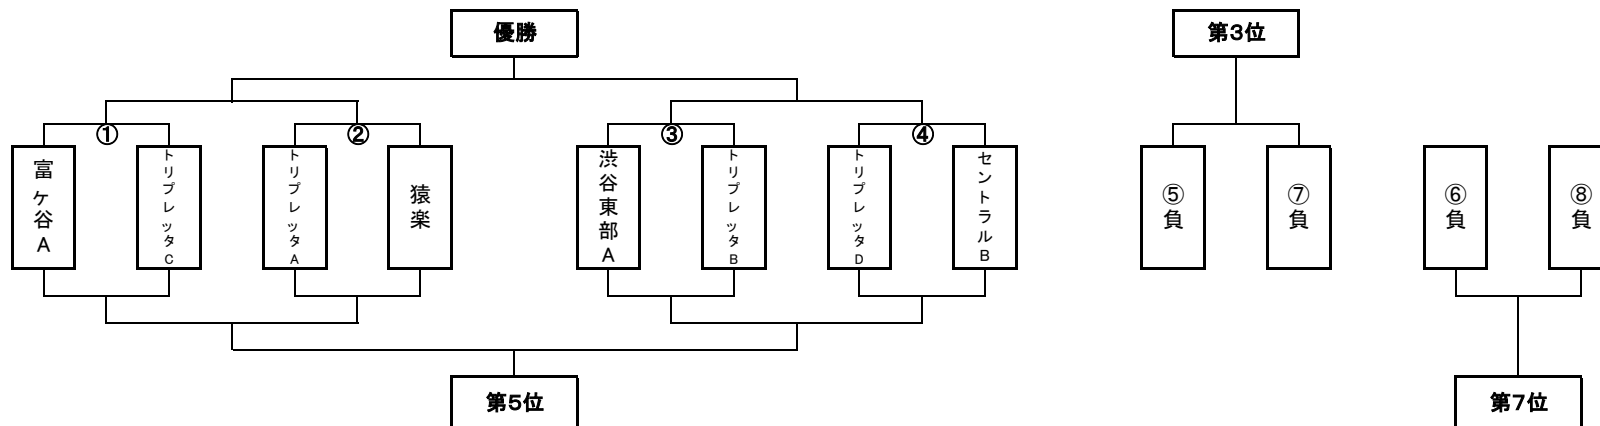 優勝
第3位
①
②
③
④
富ヶ谷A
トリプレッタC
トリプレッタA
猿楽
渋谷東部A
トリプレッタB
トリプレッタD
セントラルB
⑤負
⑦負
⑥負
⑧負
第5位
第7位